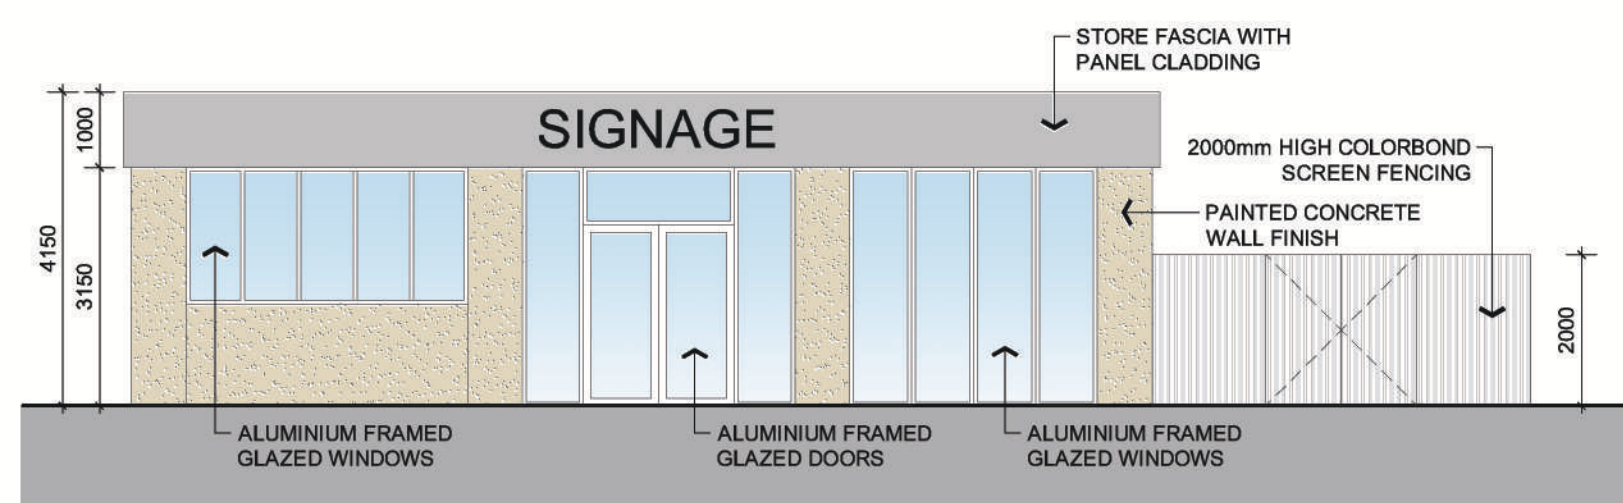 STORE FASCIA WITH
PANEL CLADDING
SIGNAGE
1000
2000mm HIGH COLORBOND
SCREEN FENCING
PAINTED CONCRETE
WALL FINISH
4150
3150
2000
ALUMINIUM FRAMED
GLAZED WINDOWS
ALUMINIUM FRAMED
GLAZED DOORS
ALUMINIUM FRAMED
GLAZED WINDOWS